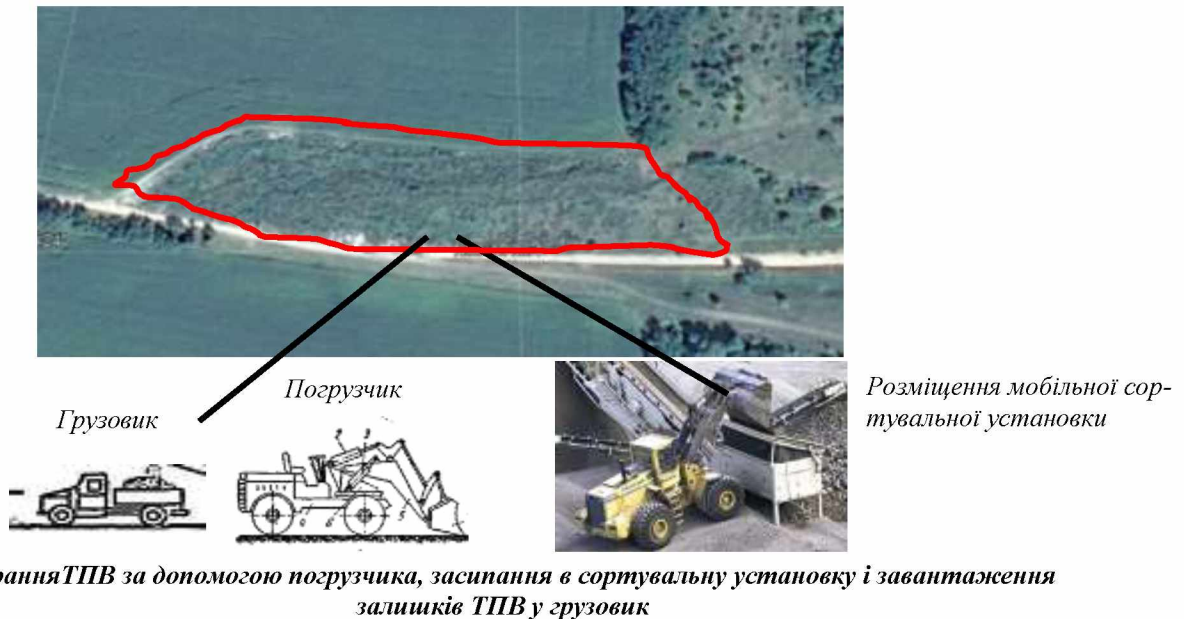 Погрузчик
Грузовик
Розміщення мобільної сор-
тувальної установки
ранняТПВ за допомогою погрузчика, засипання в сортувальну установку і завантаження
залишків ТПВ у грузовик